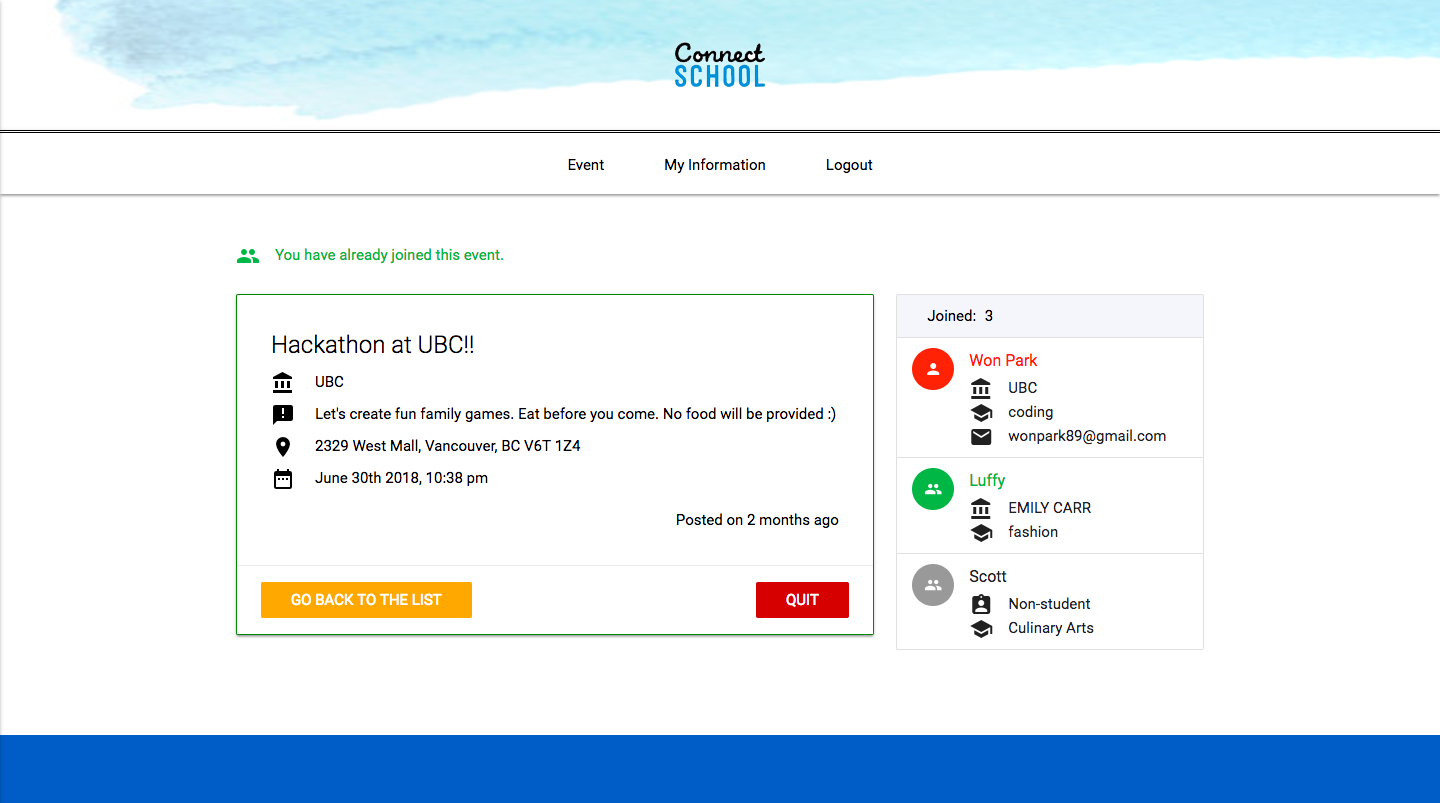 Connect
SCHOOL
Event My Information Logout
You have already joined this event.
Hackathon at UBC!!
UBC
Let's create fun family games. Eat before you come. No food will be provided :)
2329 West Mall, Vancouver, BC V6T 1Z4
June 30th 2018, 10:38 pm
Posted on 2 months ago
GO BACK TO THE LIST QUIT
Joined: 3
Won Park
UBC
coding
wonpark89@gmail.com
Luffy
EMILY CARR
fashion
Scott
Non-student
Culinary Arts